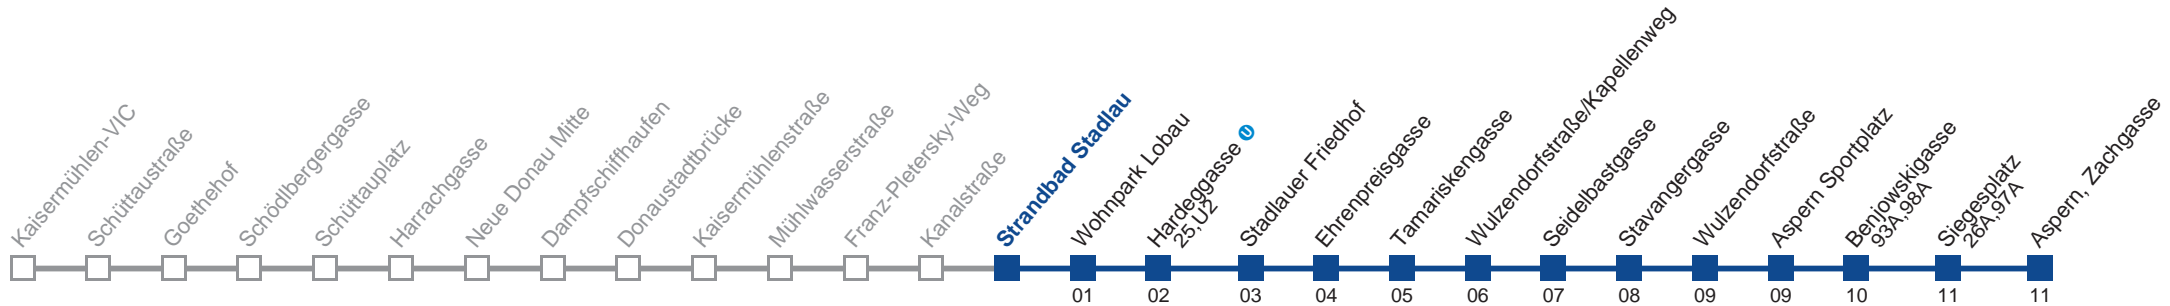 Kaisermühlen-VIC
Schüttaustraße
Goethehof
Schödlbergergasse
Schüttauplatz
Harrachgasse
Neue Donau Mitte
Dampfschiffhaufen
Donaustadtbrücke
Kaisermühlenstraße
Mühlwasserstraße
Franz-Pletersky-Weg
Kanalstraße
Strandbad Stadlau
Wohnpark Lobau
Hardeggasse U
25,U2
Stadlauer Friedhof
Ehrenpreisgasse
Tamariskengasse
Wulzendorfstraße/Kapellenweg
Seidelbastgasse
Stavangergasse
Wulzendorfstraße
Aspern Sportplatz
Benjowskigasse
93A,98A
Siegesplatz
26A,97A
Aspern, Zachgasse
01 02 03 04 05 06 07 08 09 09 10 11 11